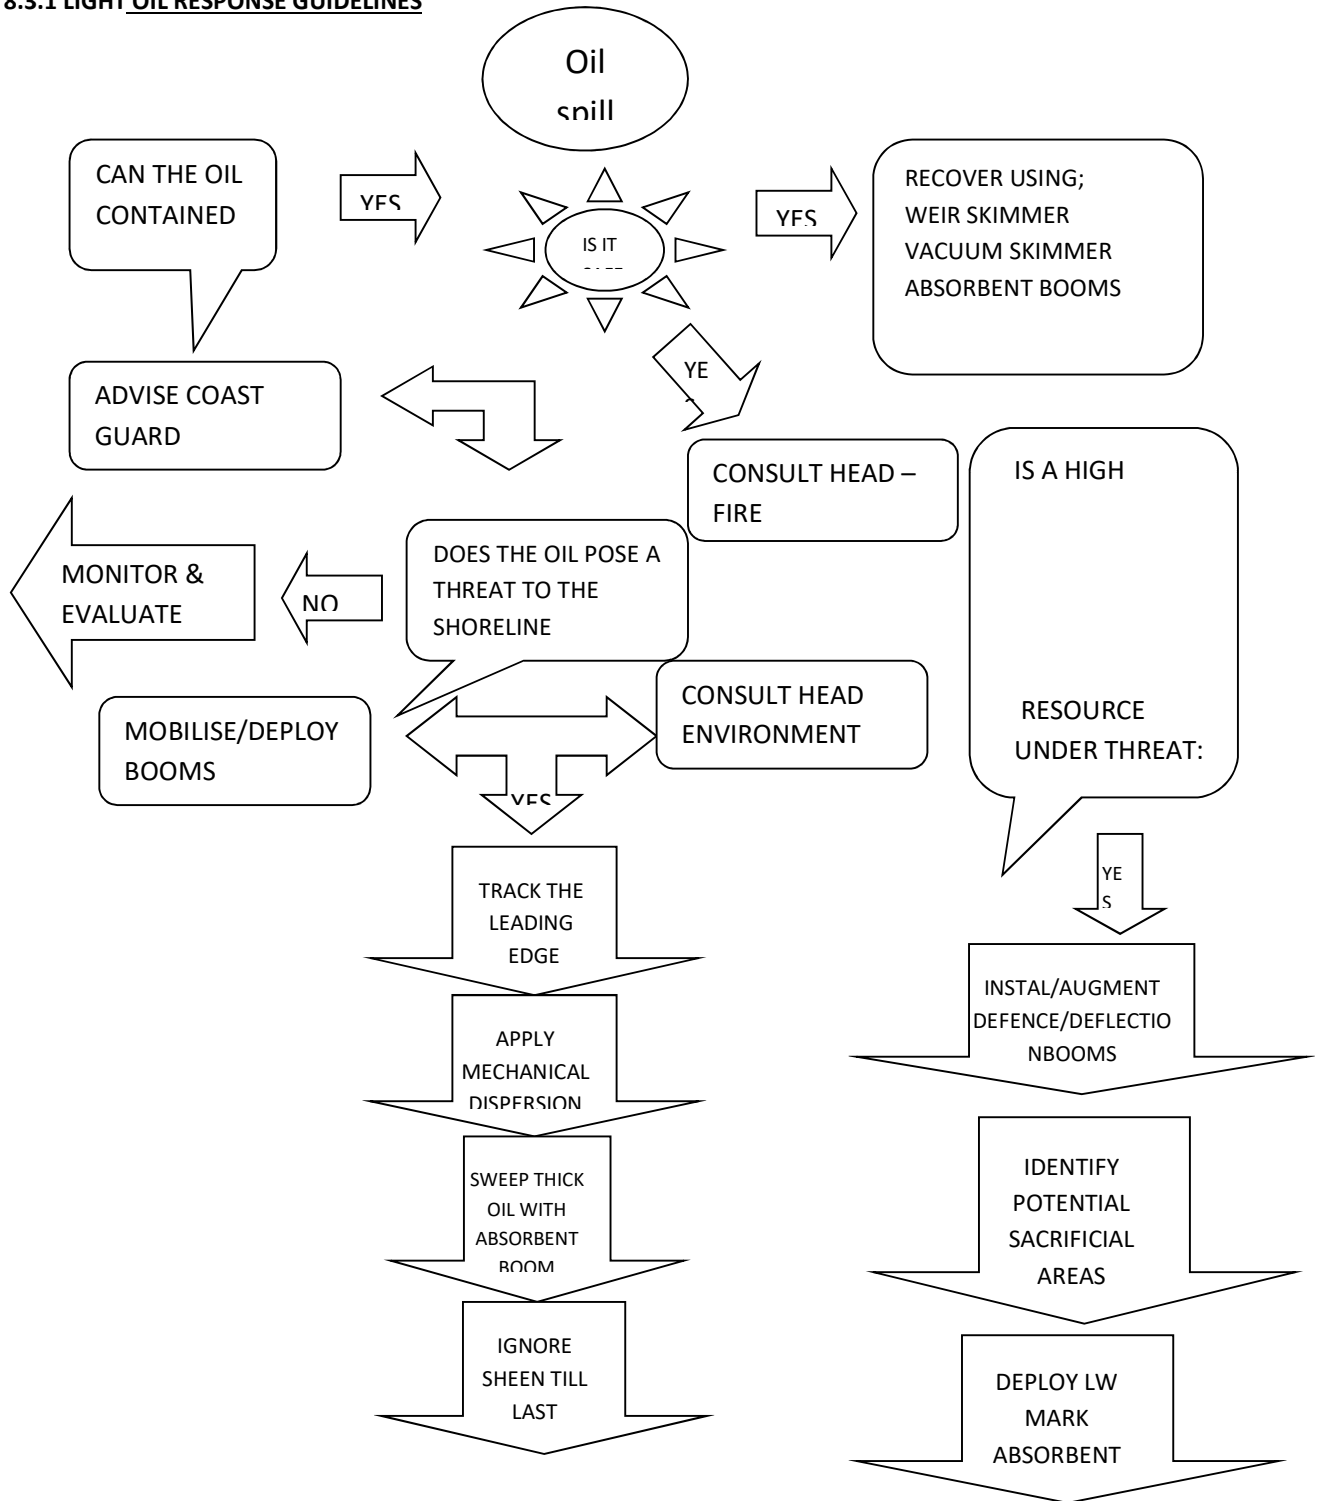 8.3.1 LIGHT OIL RESPONSE GUIDELINES
Oil
spill
CAN THE OIL
CONTAINED
YES
IS IT
YES
RECOVER USING;
WEIR SKIMMER
VACUUM SKIMMER
ABSORBENT BOOMS
ADVISE COAST
GUARD
YE
CONSULT HEAD –
FIRE
IS A HIGH
RESOURCE
UNDER THREAT:
MONITOR &
EVALUATE
NO
DOES THE OIL POSE A
THREAT TO THE
SHORELINE
MOBILISE/DEPLOY
BOOMS
CONSULT HEAD
ENVIRONMENT
YES
TRACK THE
LEADING
EDGE
YE
S
APPLY
MECHANICAL
DISPERSION
INSTAL/AUGMENT
DEFENCE/DEFLECTIO
NBOOMS
SWEEP THICK
OIL WITH
ABSORBENT
BOOM
IDENTIFY
POTENTIAL
SACRIFICIAL
AREAS
IGNORE
SHEEN TILL
LAST
DEPLOY LW
MARK
ABSORBENT